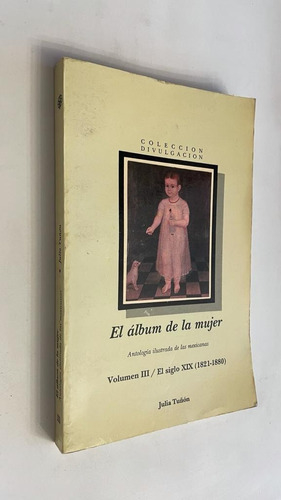 COLECCION
DIVULGACION
El álbum de la mujer
Antología ilustrada de las mexicanas
Volumen III / El siglo XIX (1821-1880)
Julia Tuñón